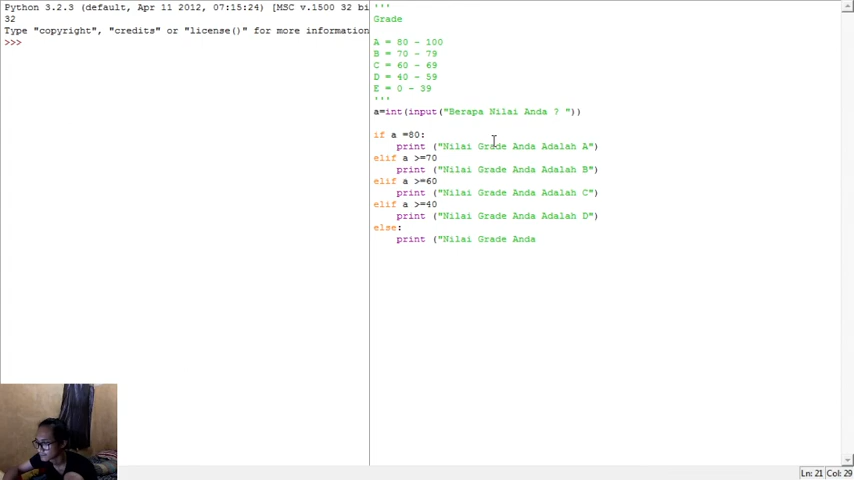 Python 3.2.3 (default, Apr 11 2012, 07:15:24) [MSC v.1500 32 bi
32
Type "copyright", "credits" or "license()" for more information
>>>
'''
Grade
A = 80 - 100
B = 70 - 79
C = 60 - 69
D = 40 - 59
E = 0 - 39
'''
a=int(input("Berapa Nilai Anda ? "))
if a =80:
print ("Nilai Grade Anda Adalah A")
elif a >=70
print ("Nilai Grade Anda Adalah B")
elif a >=60
print ("Nilai Grade Anda Adalah C")
elif a >=40
print ("Nilai Grade Anda Adalah D")
else:
print ("Nilai Grade Anda
Ln: 21 Col: 29